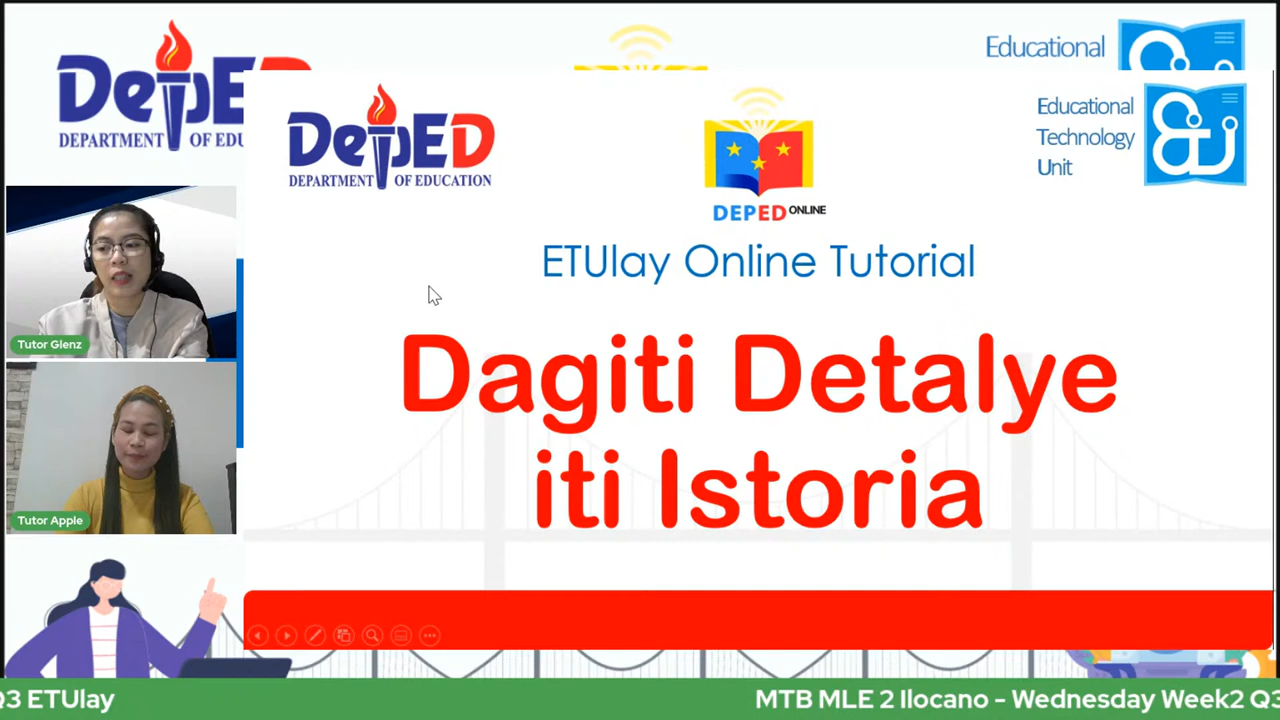 DepED
DEPARTMENT OF EDU
Educational
DepED
DEPARTMENT OF EDUCATION
DEPED ONLINE
Educational
Technology
Unit
ETUlay Online Tutorial
Dagiti Detalye
iti Istoria
Tutor Glenz
Tutor Apple
Q3 ETUlay
MTB MLE 2 Ilocano - Wednesday Week2 Q3